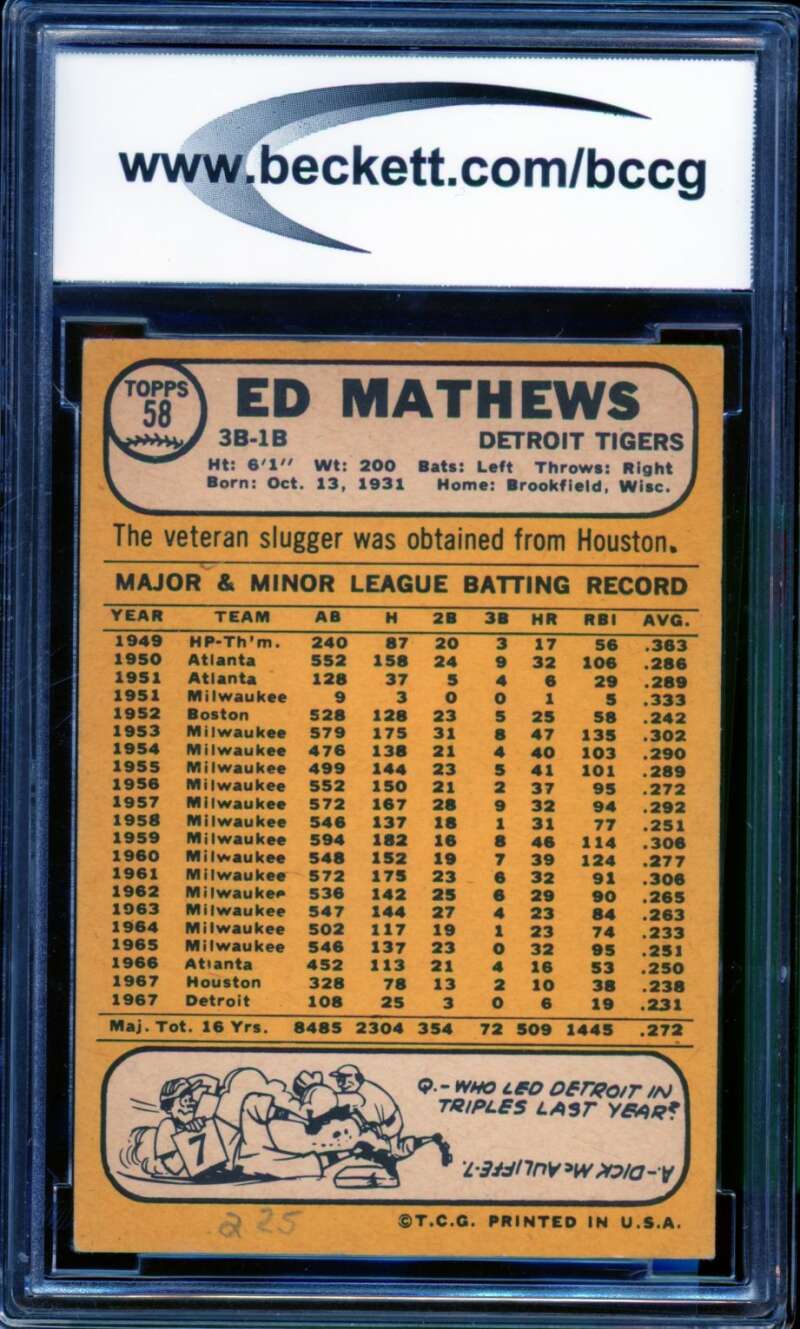 www.beckett.com/bccg
TOPPS
58
ED MATHEWS
3B-1B DETROIT TIGERS
Ht: 6'1" Wt: 200 Bats: Left Throws: Right
Born: Oct. 13, 1931 Home: Brookfield, Wisc.
The veteran slugger was obtained from Houston.
MAJOR & MINOR LEAGUE BATTING RECORD
YEAR TEAM AB H 2B 3B HR RBI AVG.
1949 HP-Th'm. 240 87 20 3 17 56 .363
1950 Atlanta 552 158 24 9 32 106 .286
1951 Atlanta 128 37 5 4 6 29 .289
1951 Milwaukee 9 3 0 0 1 5 .333
1952 Boston 528 128 23 5 25 58 .242
1953 Milwaukee 579 175 31 8 47 135 .302
1954 Milwaukee 476 138 21 4 40 103 .290
1955 Milwaukee 499 144 23 5 41 101 .289
1956 Milwaukee 552 150 21 2 37 95 .272
1957 Milwaukee 572 167 28 9 32 94 .292
1958 Milwaukee 546 137 18 1 31 77 .251
1959 Milwaukee 594 182 16 8 46 114 .306
1960 Milwaukee 548 152 19 7 39 124 .277
1961 Milwaukee 572 175 23 6 32 91 .306
1962 Milwaukee 536 142 25 6 29 90 .265
1963 Milwaukee 547 144 27 4 23 84 .263
1964 Milwaukee 502 117 19 1 23 74 .233
1965 Milwaukee 546 137 23 0 32 95 .251
1966 Atlanta 452 113 21 4 16 53 .250
1967 Houston 328 78 13 2 10 38 .238
1967 Detroit 108 25 3 0 6 19 .231
Maj. Tot. 16 Yrs. 8485 2304 354 72 509 1445 .272
Q.-WHO LED DETROIT IN
TRIPLES LAST YEAR?
7
A-DICK McAULIFFE-7.
225
©T.C.G. PRINTED IN U.S.A.